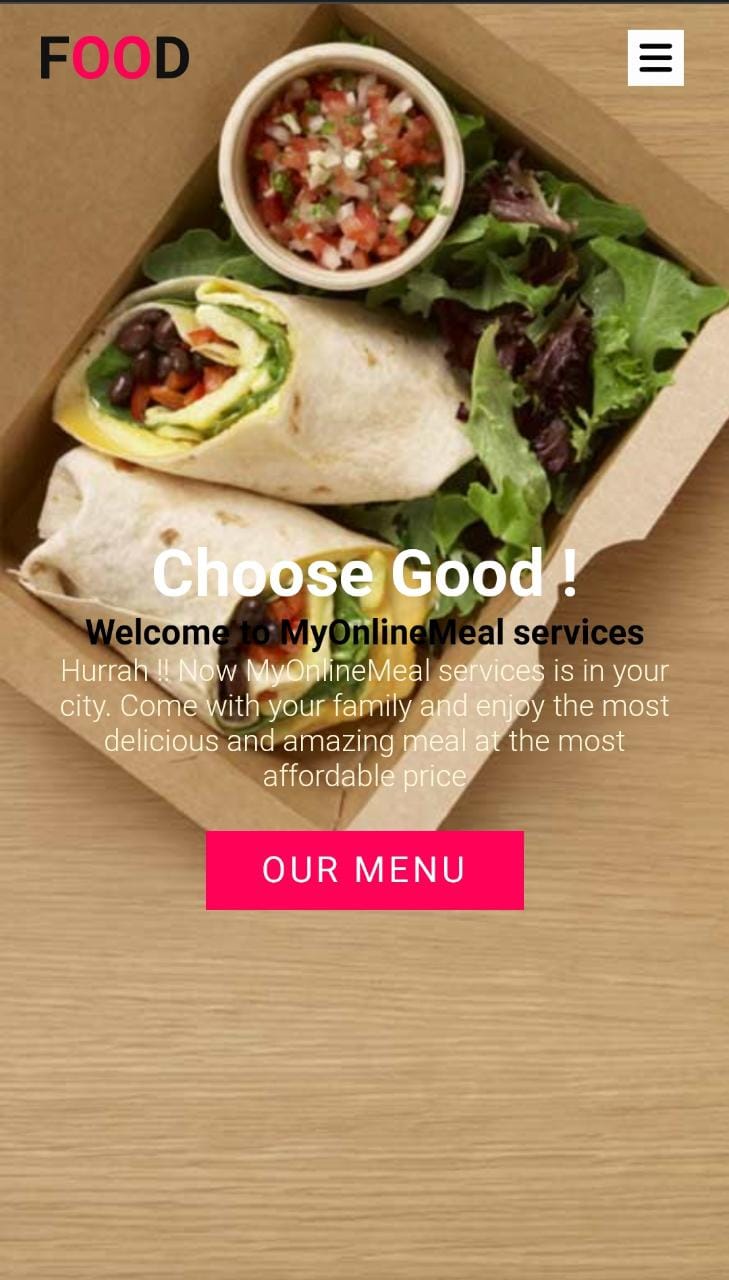 FOOD
Choose Good !
Welcome to MyOnlineMeal services
Hurrah !! Now MyOnlineMeal services is in your
city. Come with your family and enjoy the most
delicious and amazing meal at the most
affordable price
OUR MENU